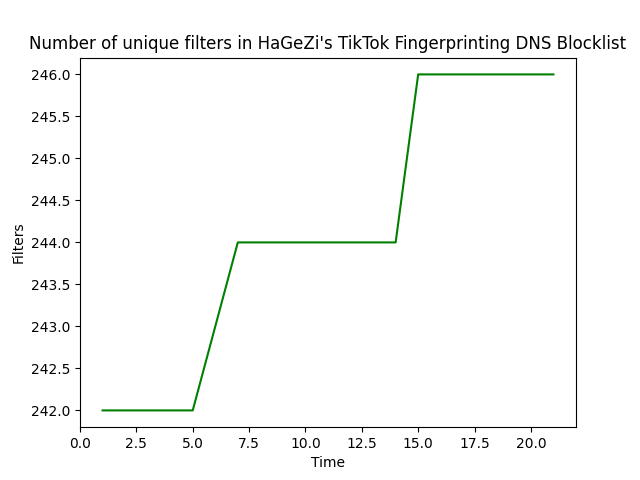 Number of unique filters in HaGeZi's TikTok Fingerprinting DNS Blocklist
246.0
245.5
245.0
244.5
244.0
243.5
243.0
242.5
242.0
Filters
0.0 2.5 5.0 7.5 10.0 12.5 15.0 17.5 20.0
Time